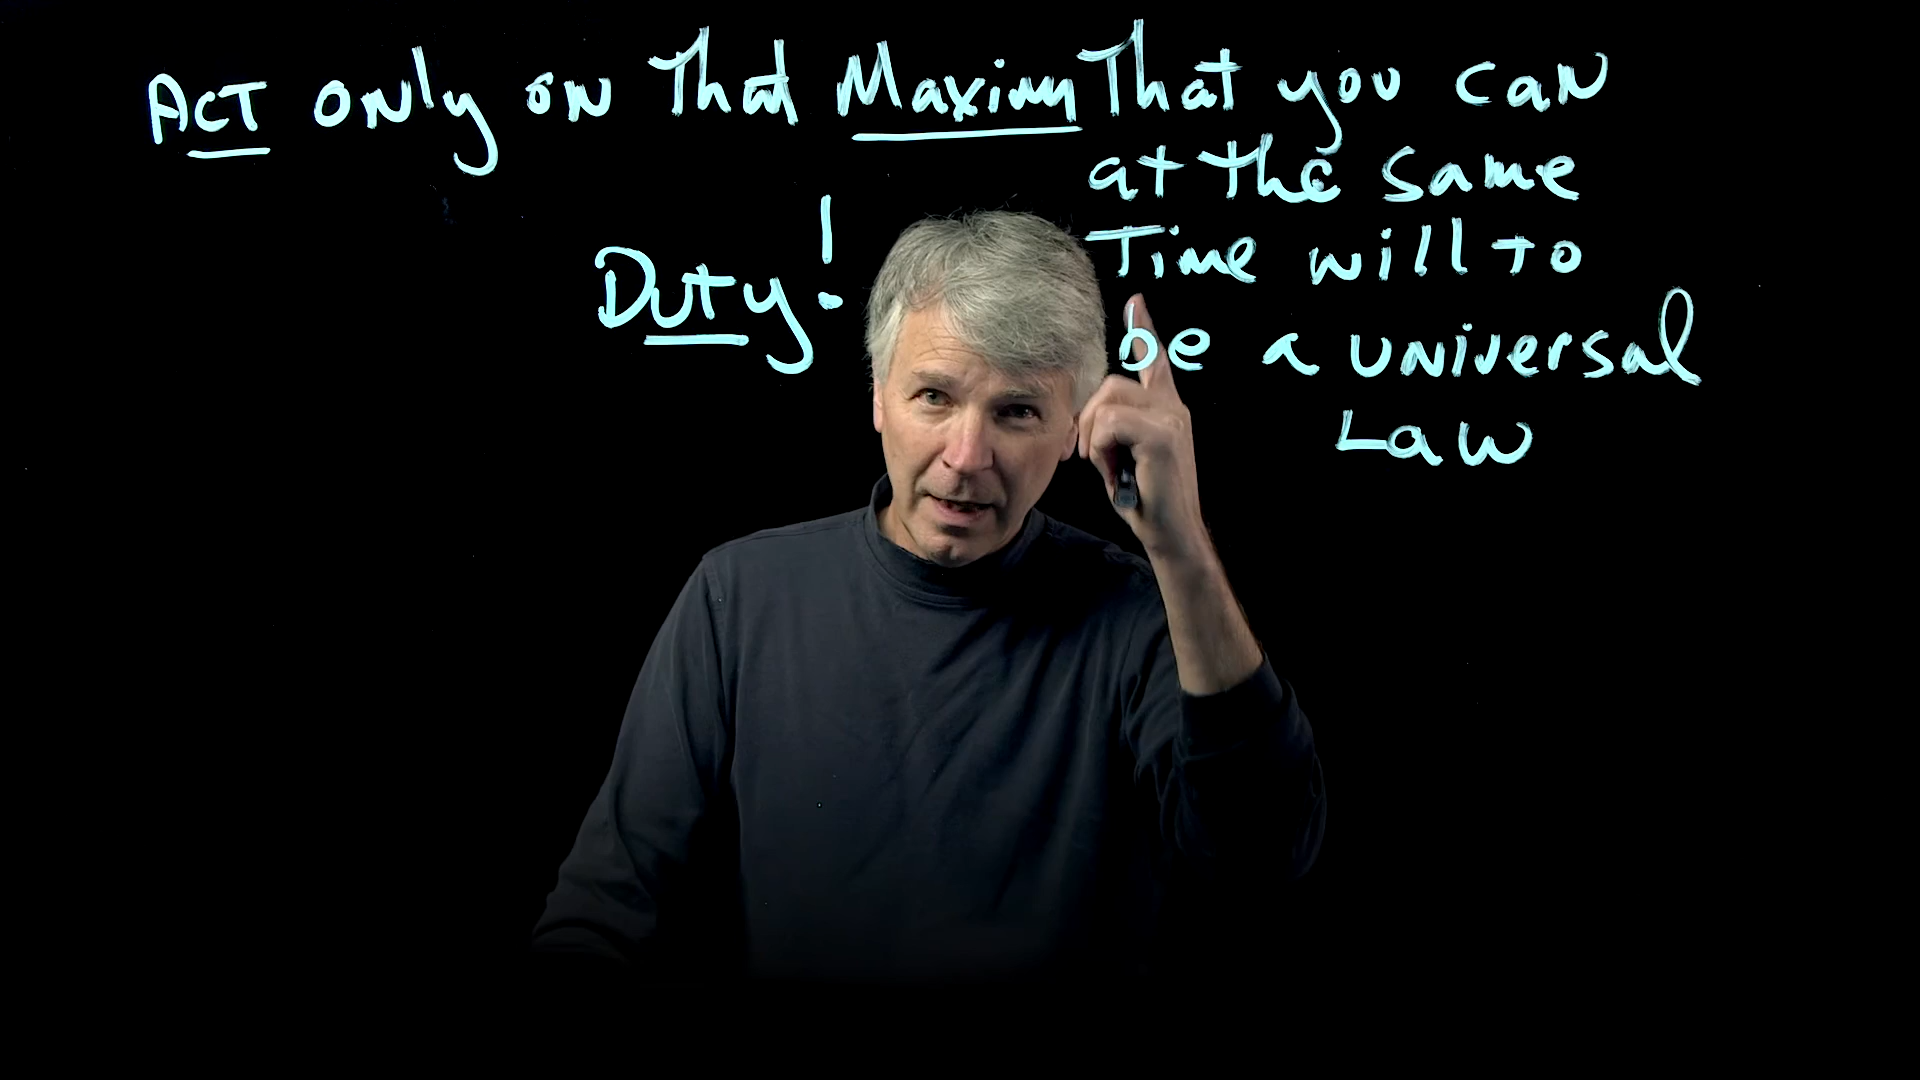 ACT only on That Maxim That you can
at the same
Time will to
be a universal
Law
Duty!